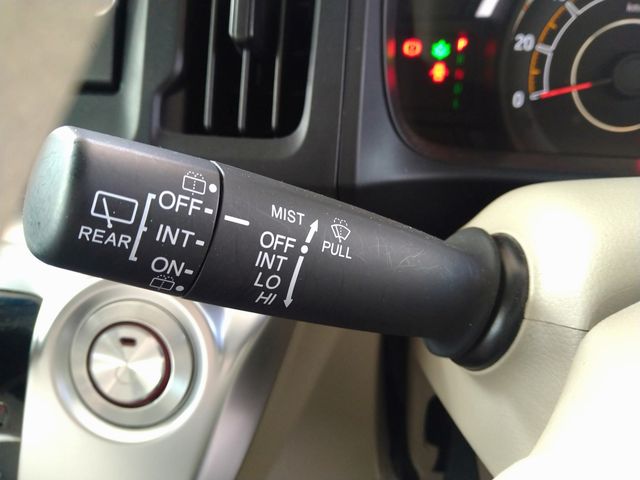 REAR
OFF
INT
ON
MIST
OFF
INT
LO
HI
PULL
20
0